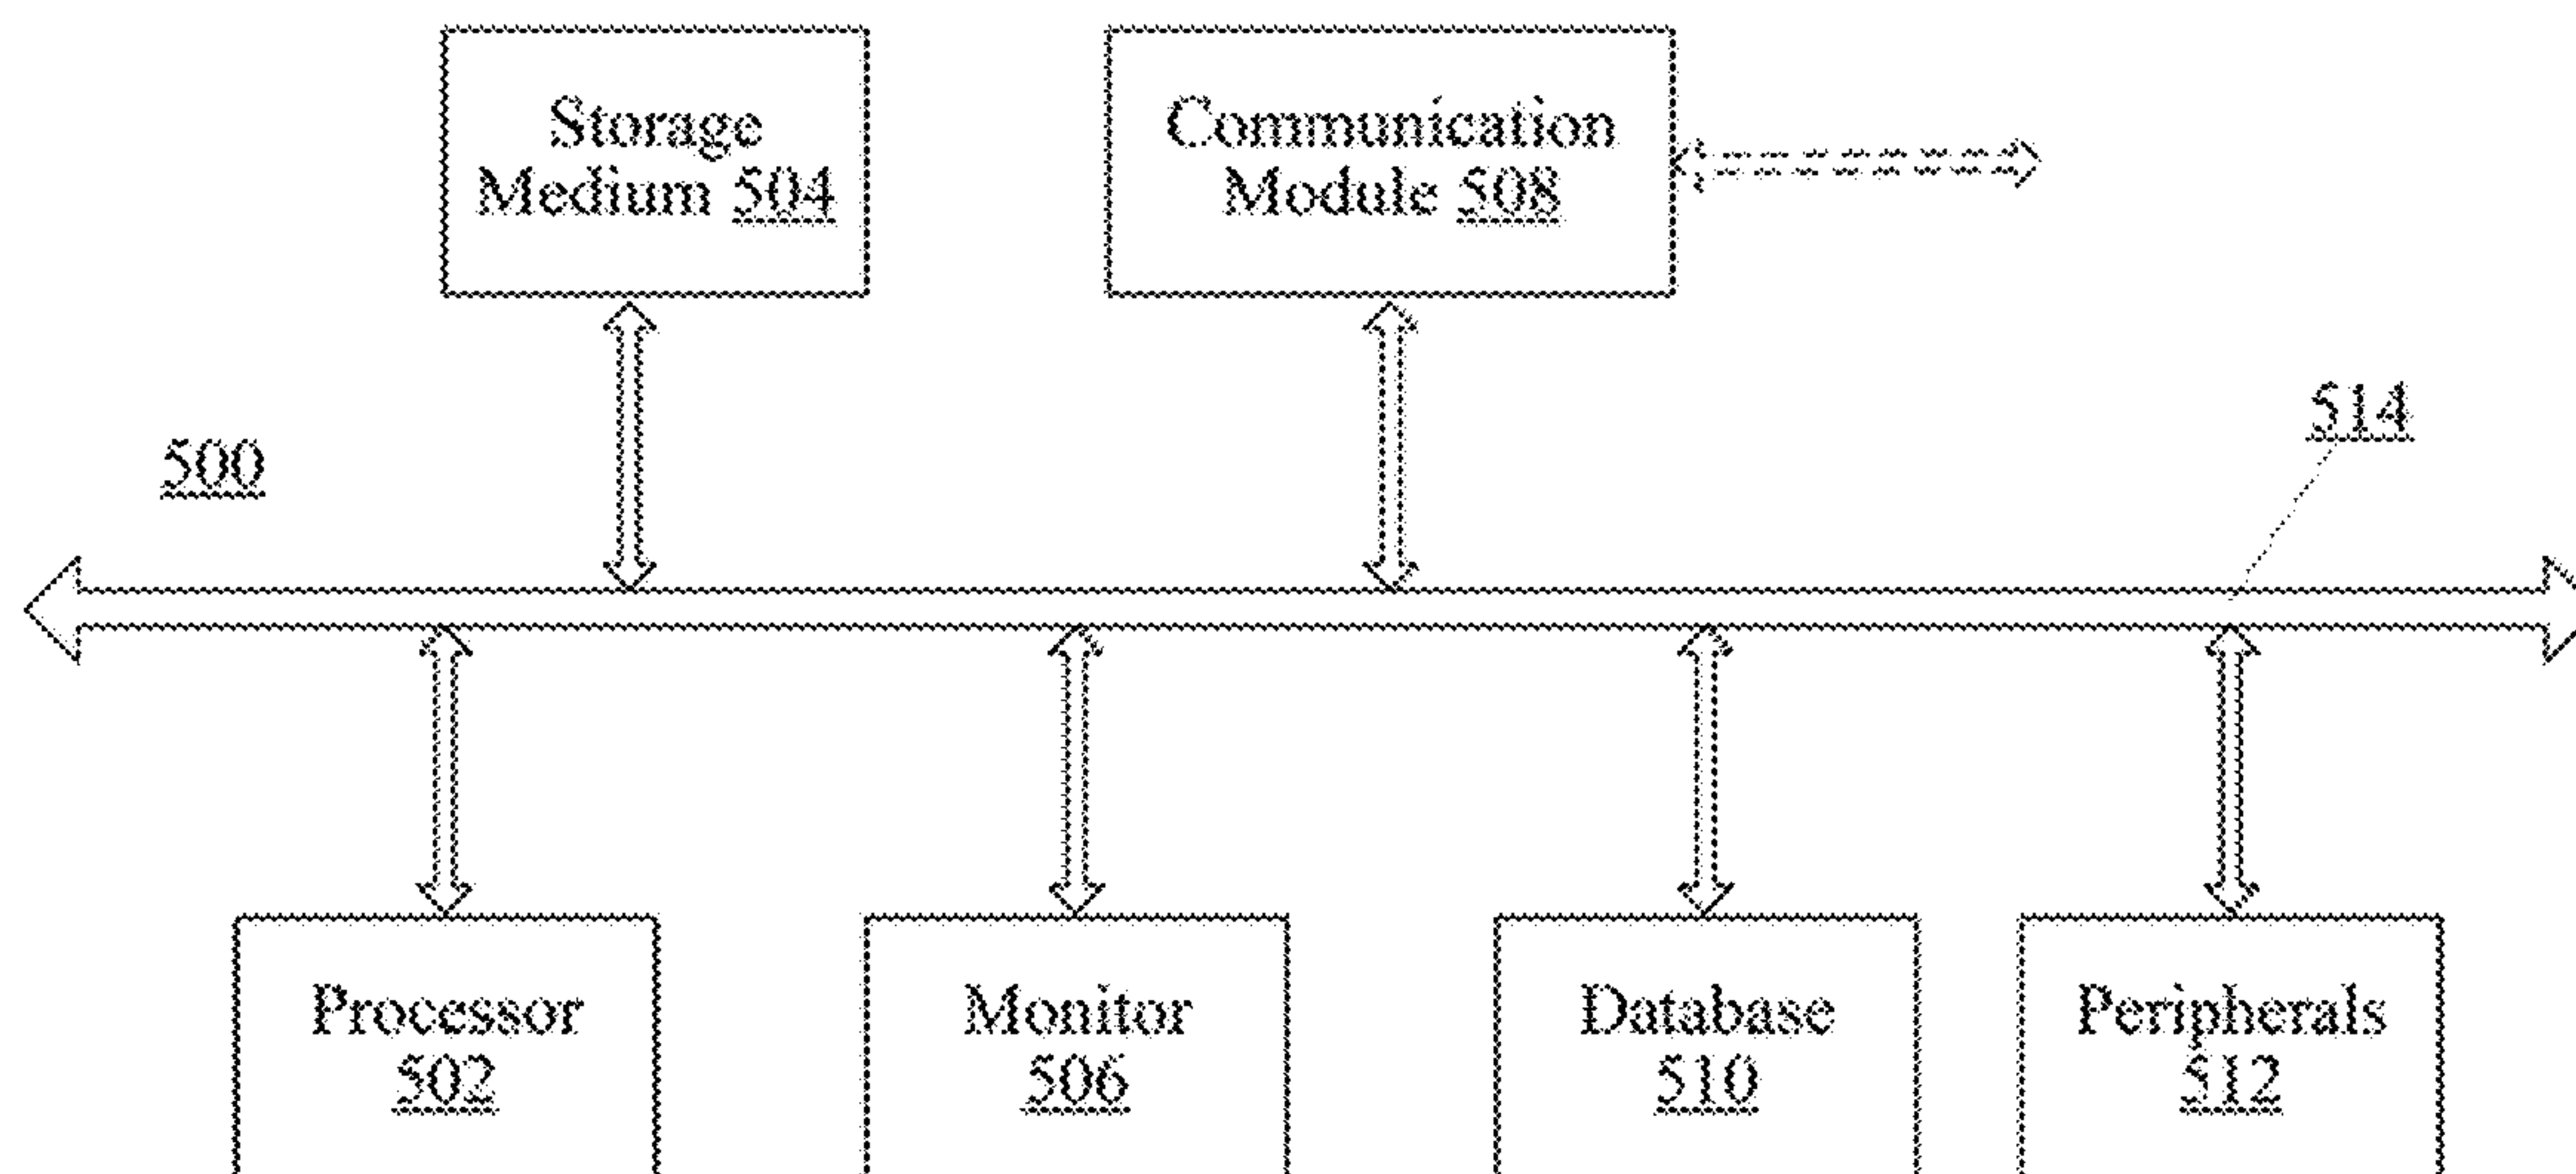 Storage
Medium 504
Communication
Module 508
514
500
Processor
502
Monitor
506
Database
510
Peripherals
512